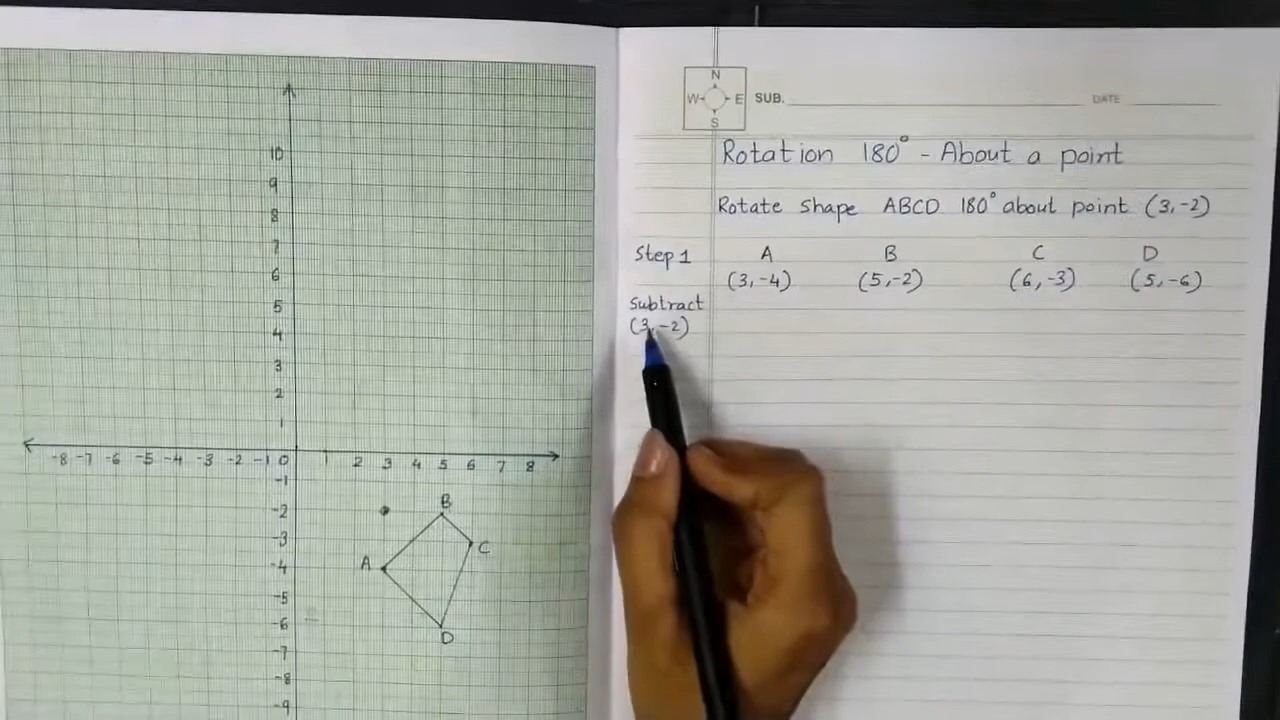 N
W E SUB. DATE
S
Rotation 180° - About a point
Rotate shape ABCD 180° about point (3,-2)
Step 1 A B C D
(3,-4) (5,-2) (6,-3) (5,-6)
Subtract
(3,-2)
10
9
8
7
6
5
4
3
2
1
-8 -7 -6 -5 -4 -3 -2 -1 0 1 2 3 4 5 6 7 8
-1
-2
-3
-4
-5
-6
-7
-8
-9
B
C
A
D